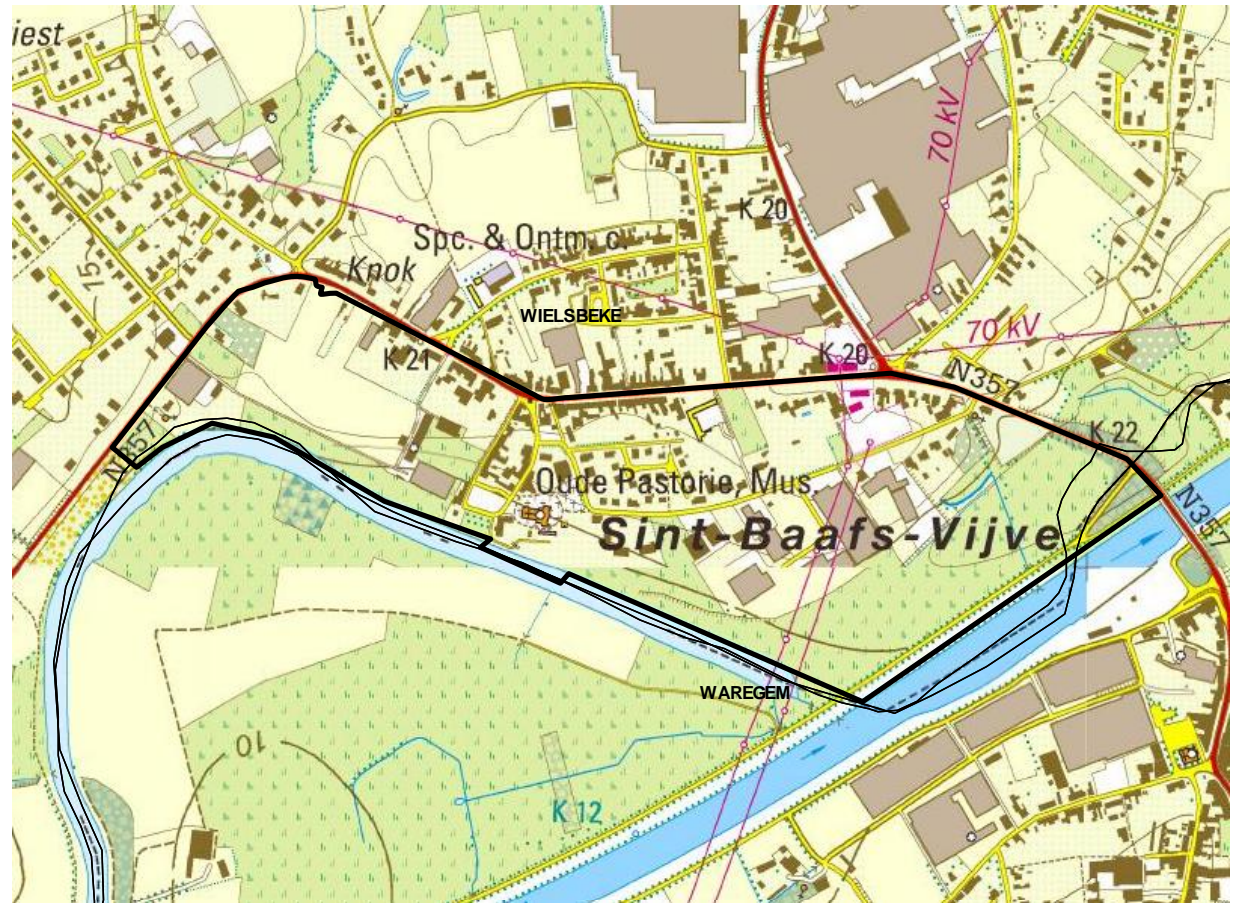 iest
70 kV
K 20
Spc. & Ontm. c.
Knok
15
WIELSBEKE
70 kV
K 20
K 21
N357
N357
K 22
Oude Pastorie, Mus.
N357
Sint-Baafs-Vijve
WAREGEM
10
K 12